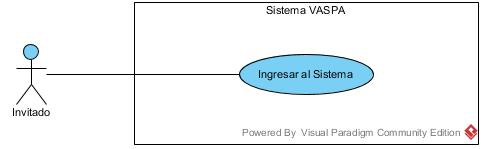 Sistema VASPA
Ingresar al Sistema
Invitado
Powered By Visual Paradigm Community Edition